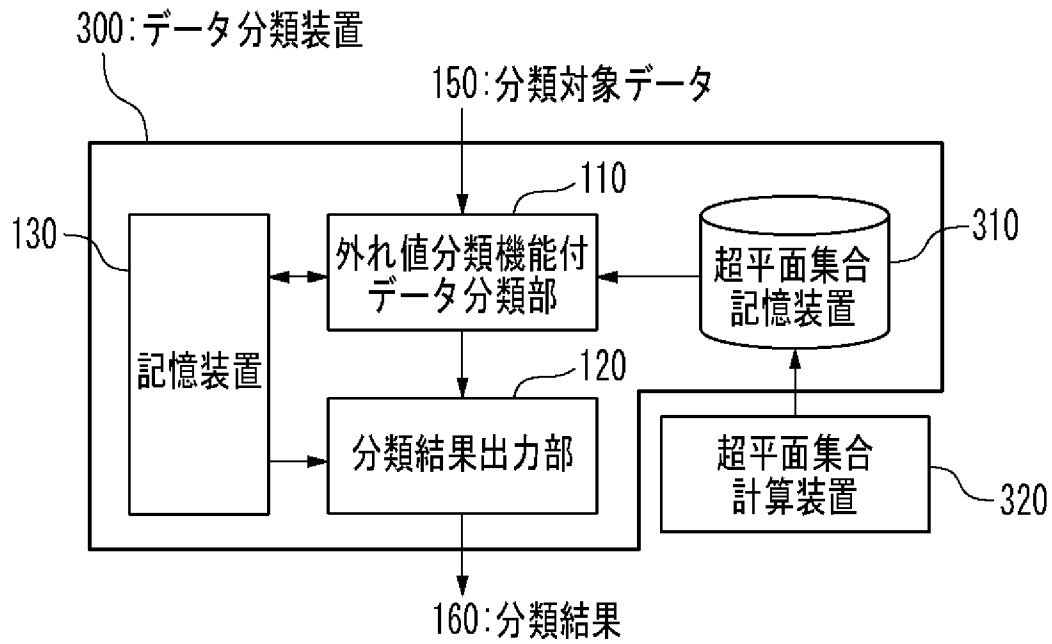 300:データ分類装置
150:分類対象データ
110
130
310
外れ値分類機能付
データ分類部
超平面集合
記憶装置
記憶装置
120
分類結果出力部
超平面集合
計算装置
320
160:分類結果